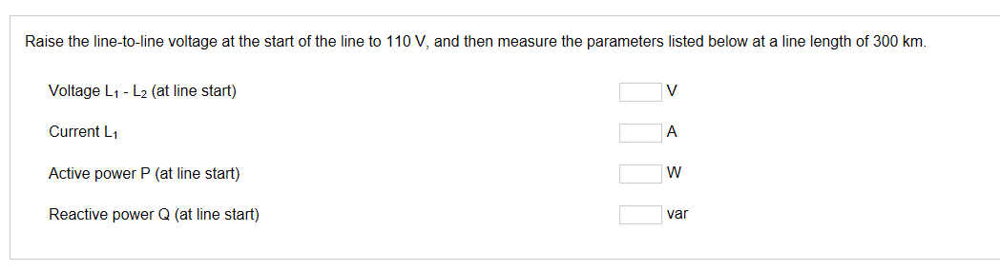 Raise the line-to-line voltage at the start of the line to 110 V, and then measure the parameters listed below at a line length of 300 km.
Voltage L₁ - L₂ (at line start) V
Current L₁ A
Active power P (at line start) W
Reactive power Q (at line start) var